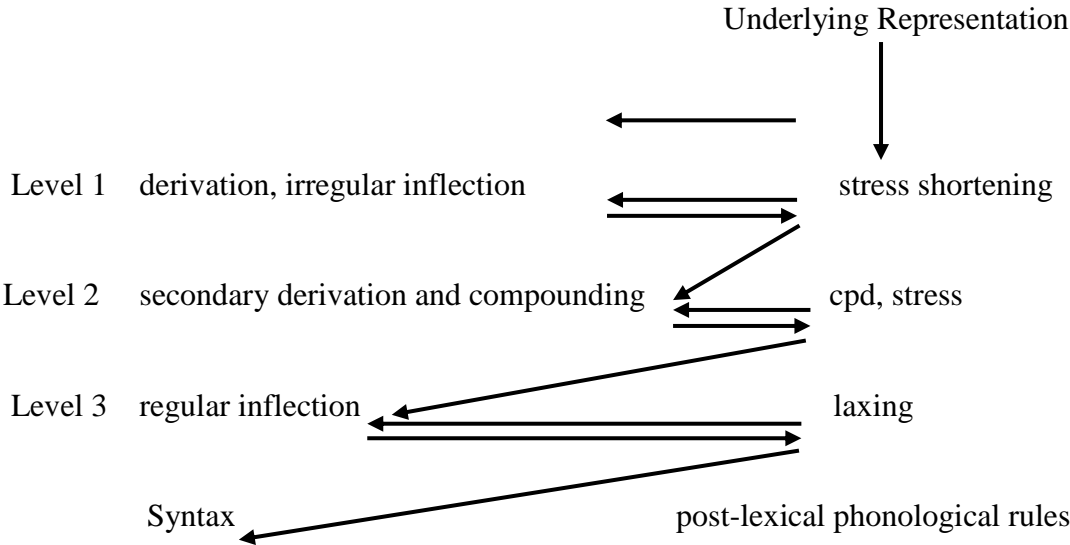 Underlying Representation
Level 1 derivation, irregular inflection stress shortening
Level 2 secondary derivation and compounding cpd, stress
Level 3 regular inflection laxing
Syntax post-lexical phonological rules